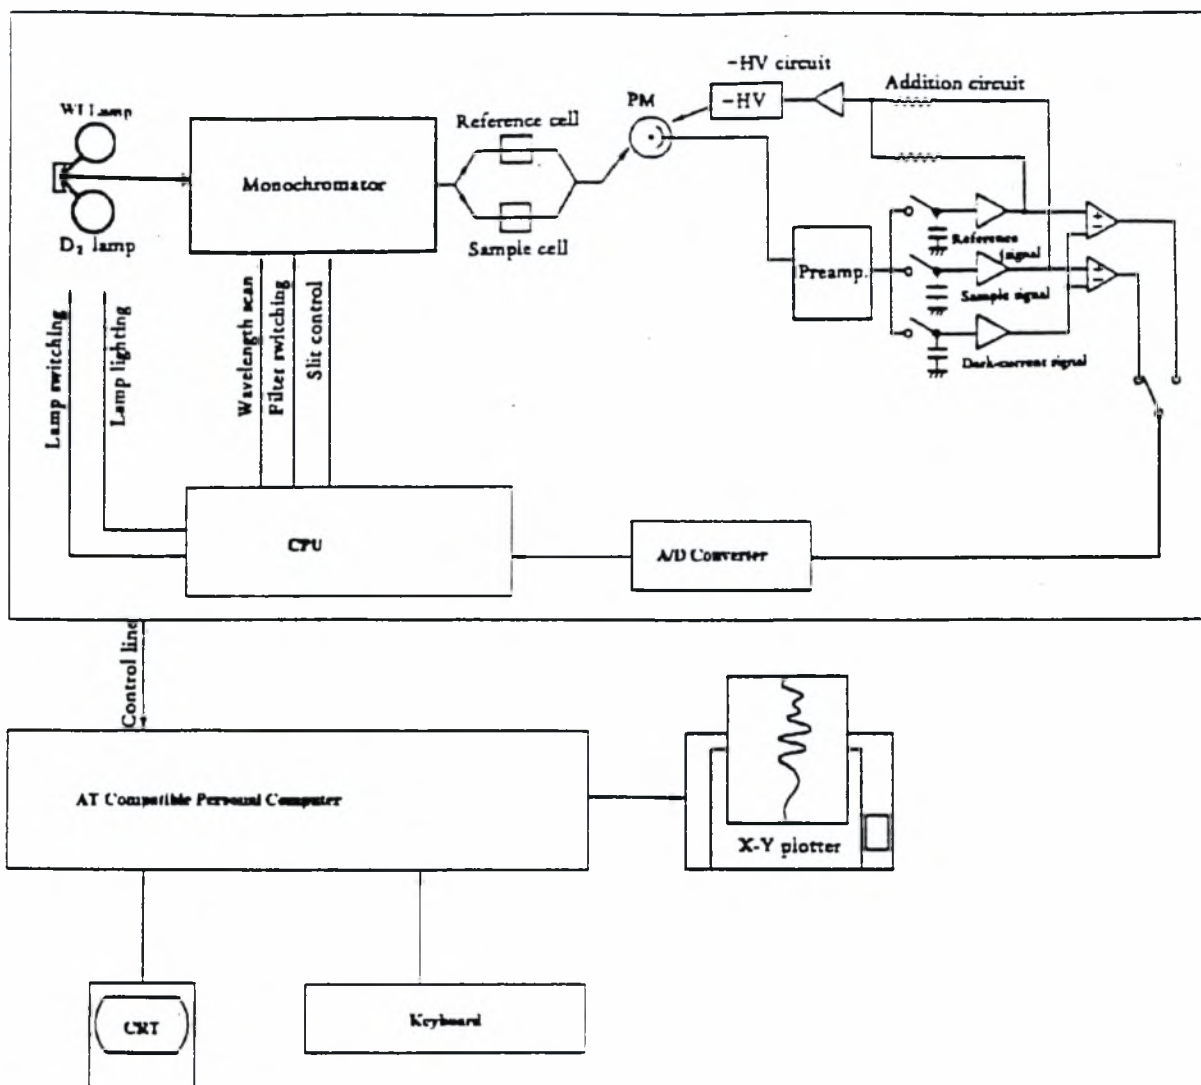 -HV circuit
Addition circuit
PM
-HV
WI Lamp
Reference cell
Monochromator
D₂ lamp
Sample cell
Preamp.
Reference signal
Sample signal
Dark-current signal
Lamp switching
Lamp lighting
Wavelength scan
Filter switching
Slit control
CPU
A/D Converter
Control line
AT Compatible Personal Computer
X-Y plotter
CRT
Keyboard